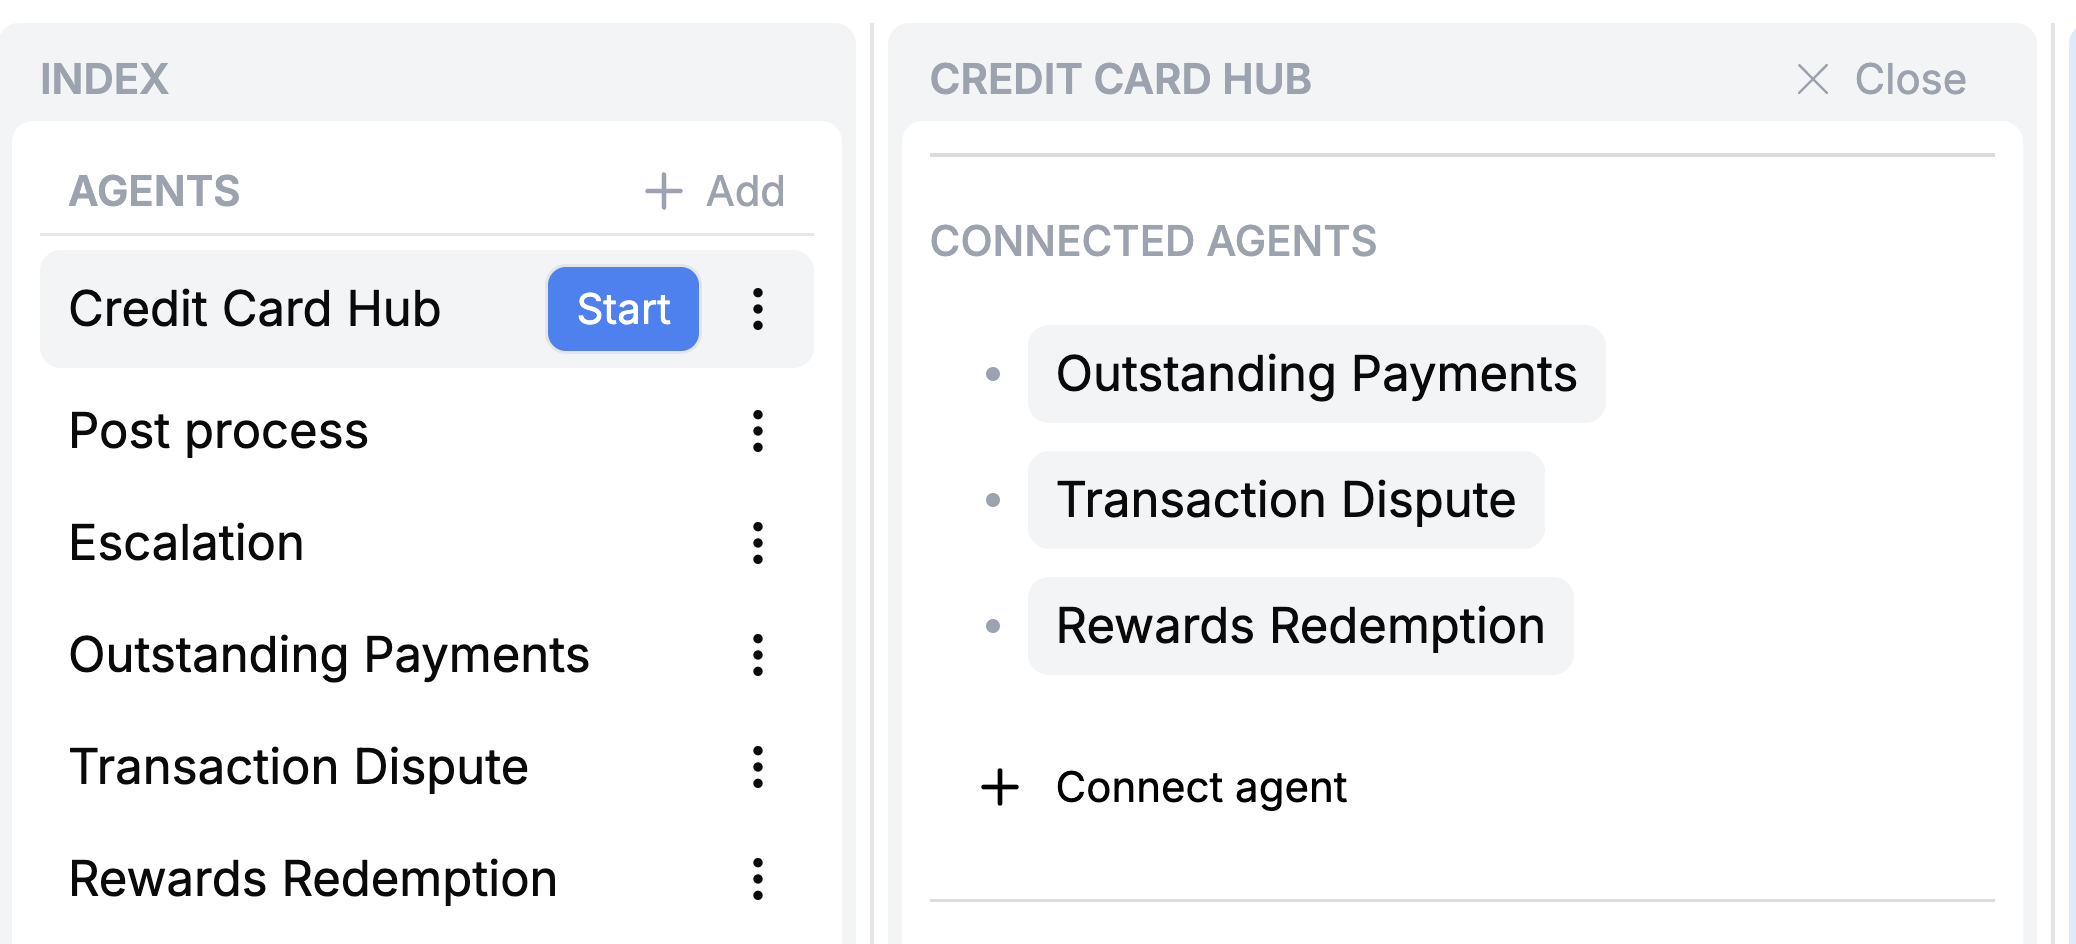 INDEX
AGENTS
Add
Credit Card Hub
Start
Post process
Escalation
Outstanding Payments
Transaction Dispute
Rewards Redemption
CREDIT CARD HUB
Close
CONNECTED AGENTS
Outstanding Payments
Transaction Dispute
Rewards Redemption
Connect agent